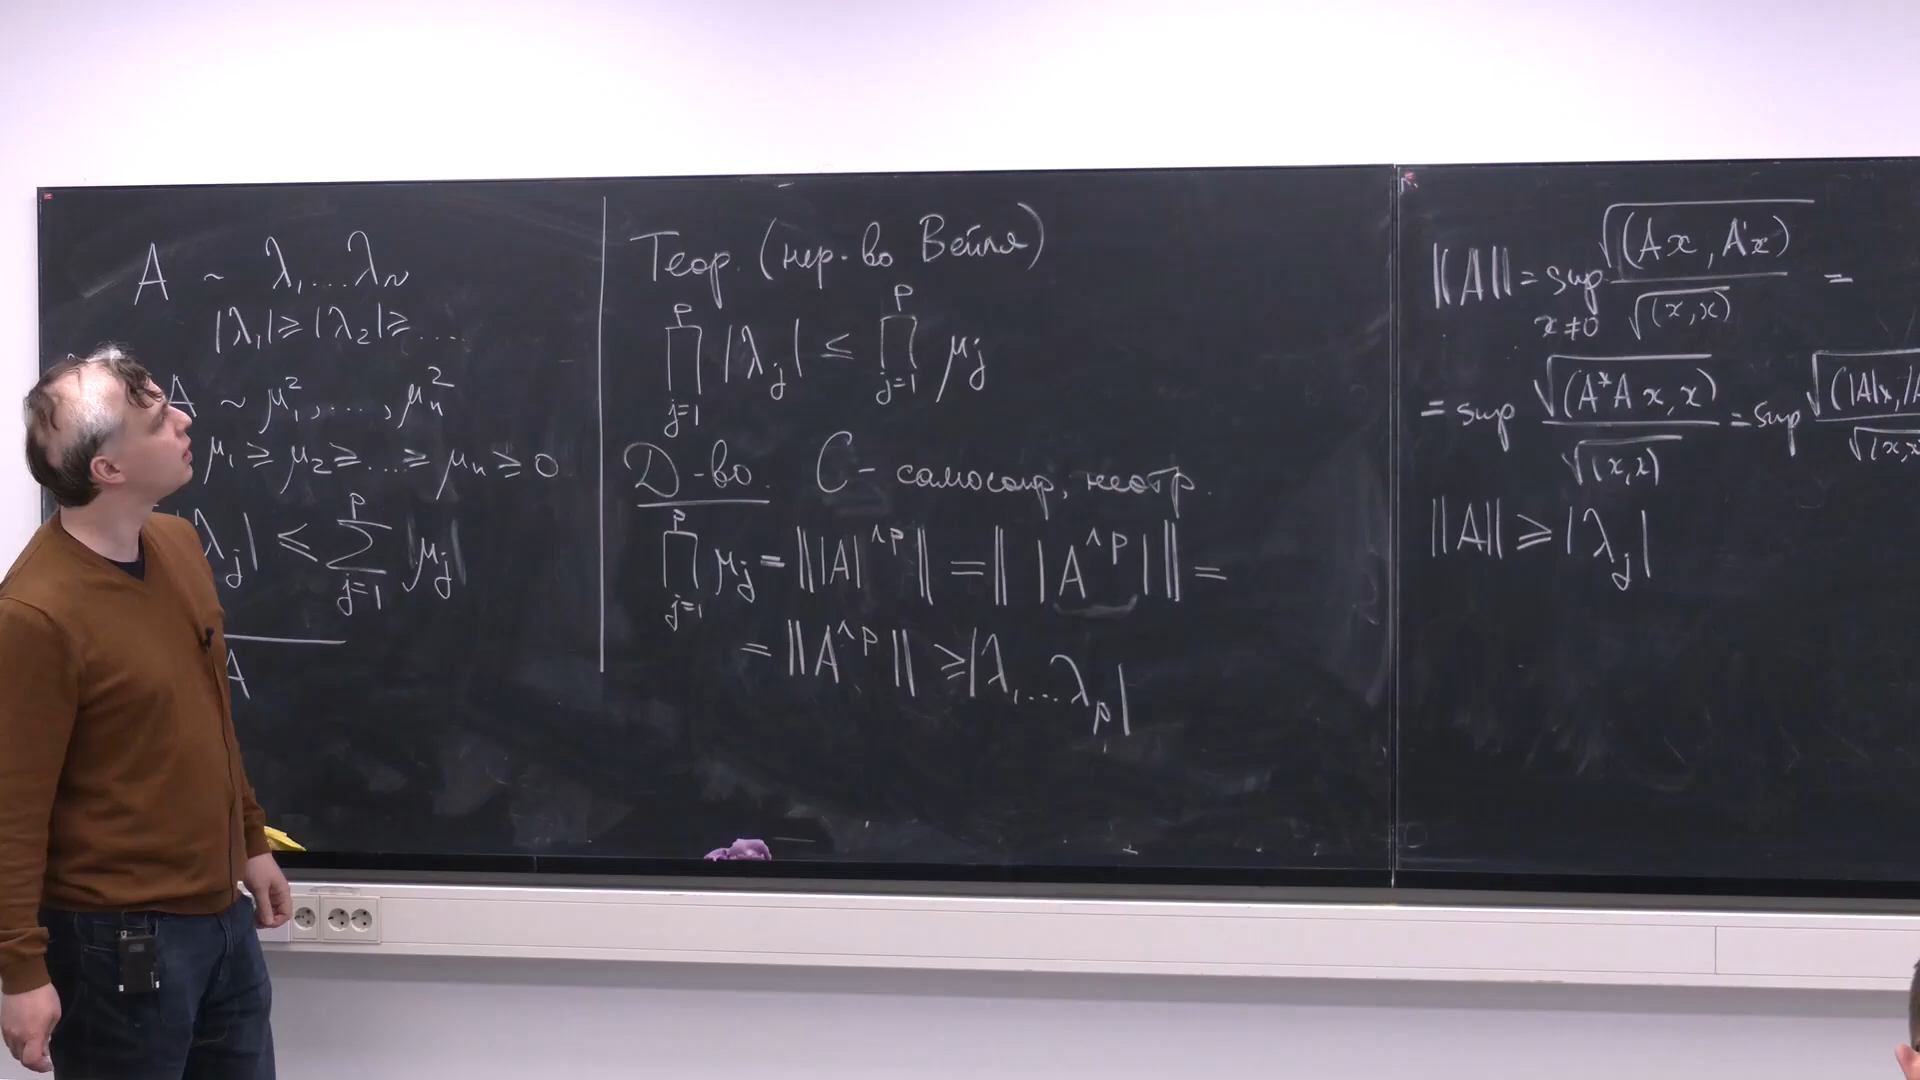 A ~ λ₁...λₙ
|λ₁| ≥ |λ₂| ≥ ....
A ~ μ₁², ..., μₙ²
μ₁ ≥ μ₂ ≥ ... ≥ μₙ ≥ 0
λⱼ| ≤ ∑_{j=1}^{p} |μⱼ|
A
Теор. (нер-во Вейля)
∏_{j=1}^{p} |λⱼ| ≤ ∏_{j=1}^{p} μⱼ
Д-во. C - самосопр, неотр.
∏_{j=1}^{p} μⱼ = || |A|^{∧p} || = || |A^{∧p}| || =
= ||A^{∧p}|| ≥ |λ₁...λₚ|
||A|| = sup_{x≠0} √(Ax, Ax) / √(x,x) =
= sup √(A*Ax, x) / √(x,x) = sup √(|A|x, |A / √(x,x
||A|| ≥ |λⱼ|